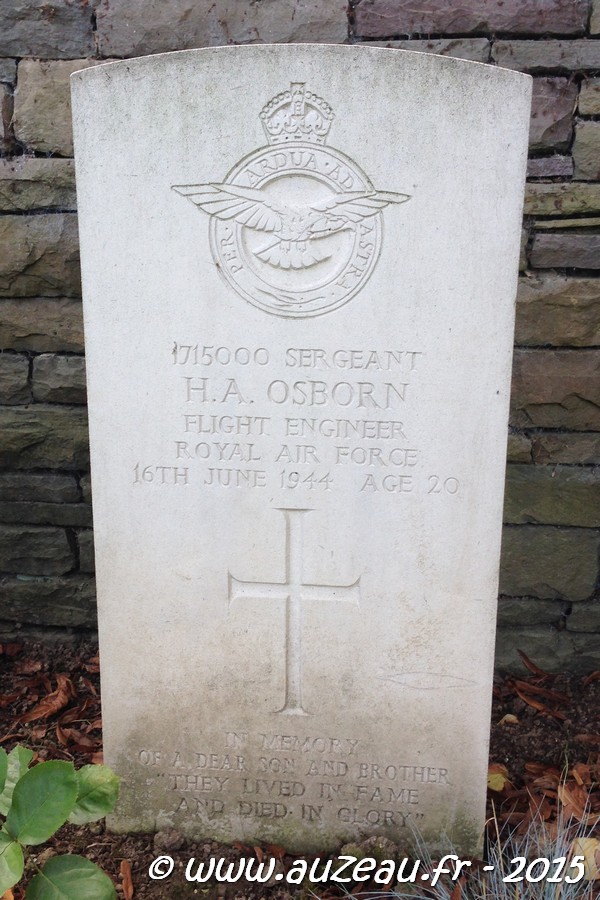 PER · ARDUA · AD · ASTRA
1715000 SERGEANT
H.A. OSBORN
FLIGHT ENGINEER
ROYAL AIR FORCE
16TH JUNE 1944 AGE 20
IN MEMORY
OF A DEAR SON AND BROTHER
"THEY LIVED IN FAME
AND DIED IN GLORY"
© www.auzeau.fr - 2015